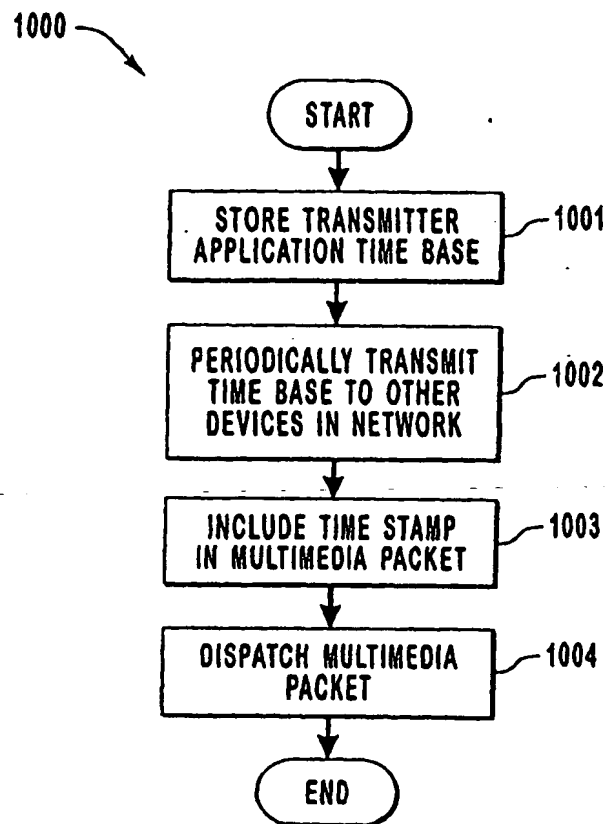 1000
START
STORE TRANSMITTER
APPLICATION TIME BASE
1001
PERIODICALLY TRANSMIT
TIME BASE TO OTHER
DEVICES IN NETWORK
1002
INCLUDE TIME STAMP
IN MULTIMEDIA PACKET
1003
DISPATCH MULTIMEDIA
PACKET
1004
END